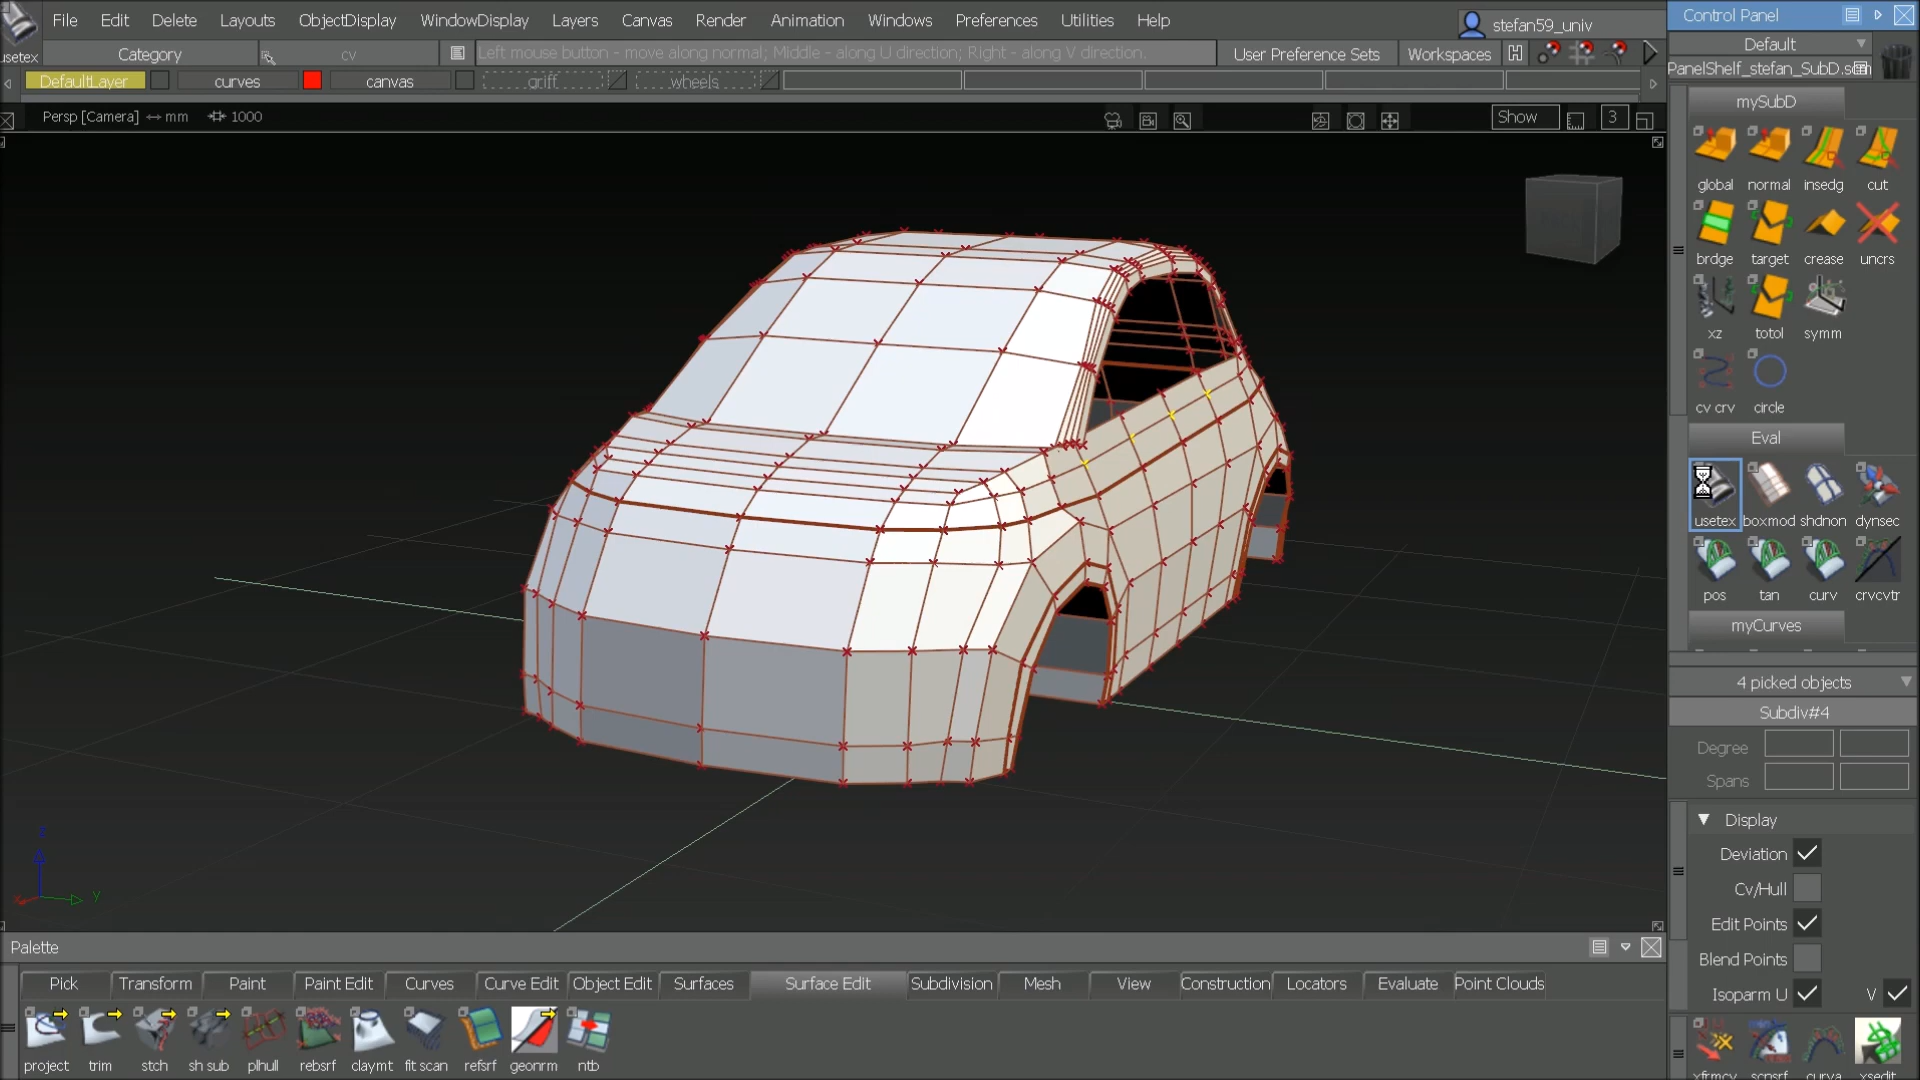 File Edit Delete Layouts ObjectDisplay WindowDisplay Layers Canvas Render Animation Windows Preferences Utilities Help
stefan59_univ
usetex
Category cv Left mouse button - move along normal; Middle - along U direction; Right - along V direction. User Preference Sets Workspaces
DefaultLayer curves canvas griff wheels
Persp [Camera] <-> mm 1000
Show 3
Z
Y
Control Panel
Default
PanelShelf_stefan_SubD.scm
mySubD
global normal insedg cut
brdge target crease uncrs
xz totol symm
cv crv circle
Eval
usetex boxmod shdnon dynsec
pos tan curv crvcvtr
myCurves
4 picked objects
Subdiv#4
Degree
Spans
Display
Deviation
Cv/Hull
Edit Points
Blend Points
Isoparm U V
xfrmcv scnsrf curva xsedit
Palette
Pick Transform Paint Paint Edit Curves Curve Edit Object Edit Surfaces Surface Edit Subdivision Mesh View Construction Locators Evaluate Point Clouds
project trim stch sh sub plhull rebsrf claymt fit scan refsrf geonrm ntb